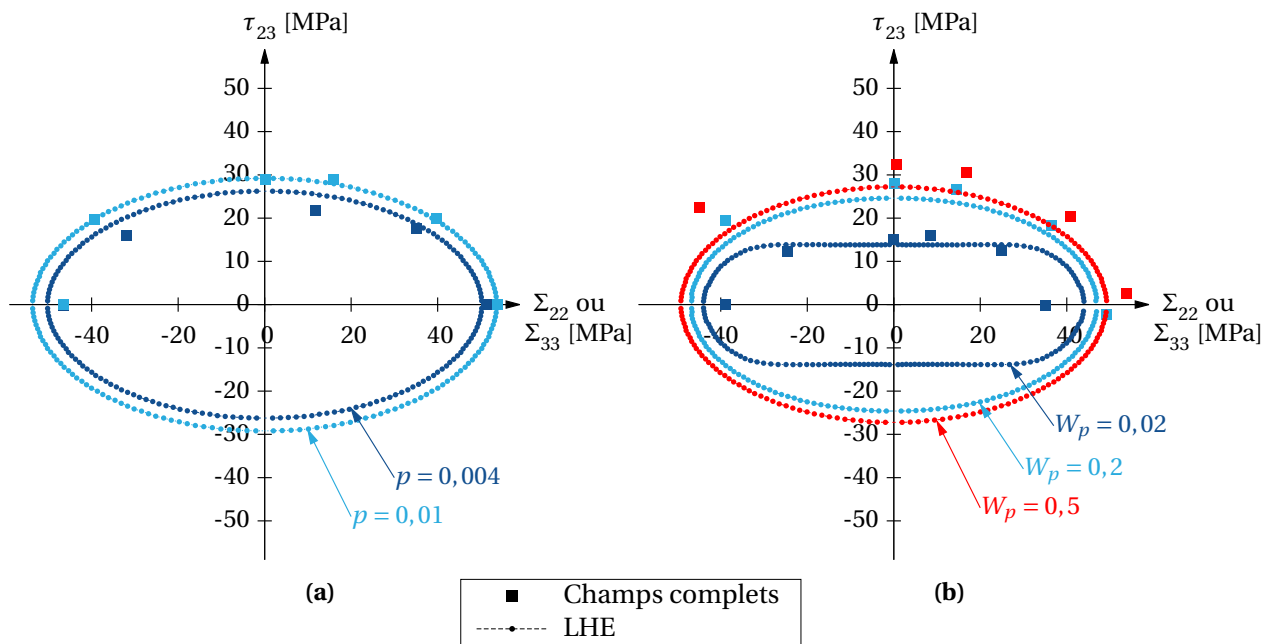 τ₂₃ [MPa]
50
40
30
20
10
0
-10
-20
-30
-40
-50
-40
-20
0
20
40
Σ₂₂ ou
Σ₃₃ [MPa]
p = 0,004
p = 0,01
(a)
τ₂₃ [MPa]
50
40
30
20
10
0
-10
-20
-30
-40
-50
-40
-20
0
20
40
Σ₂₂ ou
Σ₃₃ [MPa]
Wₚ = 0,02
Wₚ = 0,2
Wₚ = 0,5
(b)
Champs complets
LHE